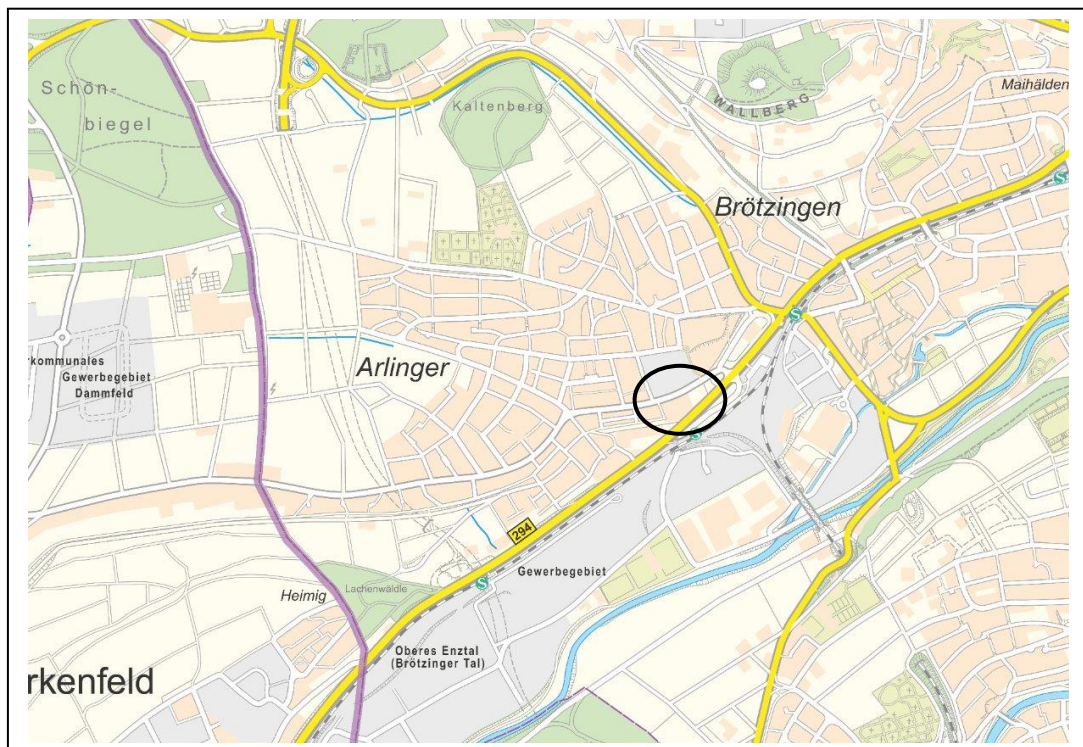 Schön-
biegel
Kaltenberg
WALLBERG
Maihälden
S
Brötzingen
S
rkommunales
Gewerbegebiet
Dammfeld
Arlinger
S
294
Gewerbegebiet
S
Lachenwäldle
Heimig
Oberes Enztal
(Brötzinger Tal)
rkenfeld